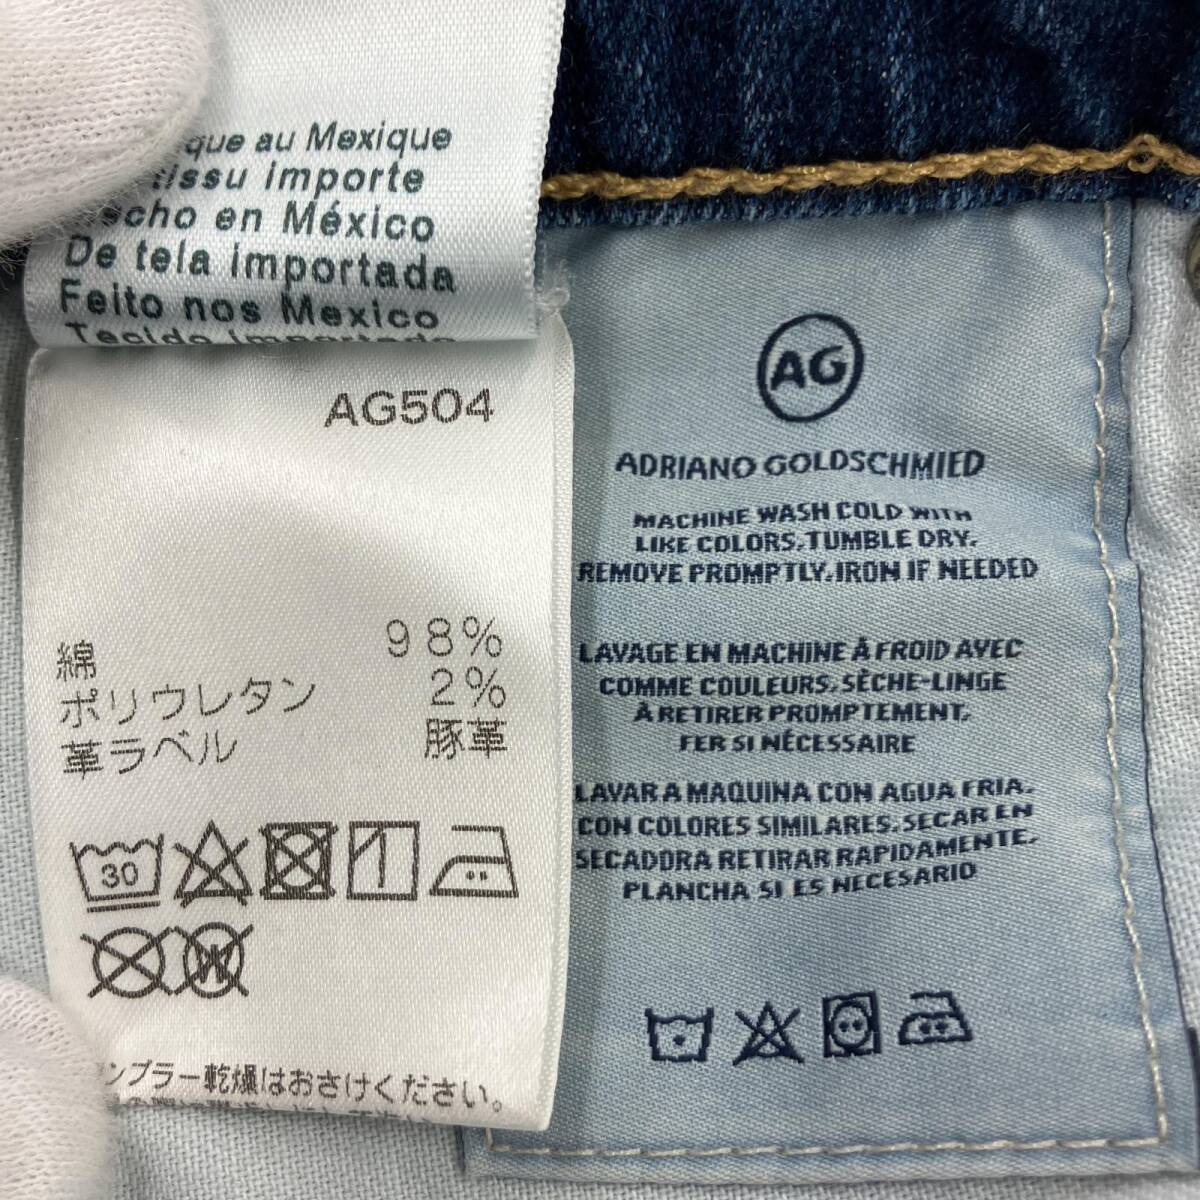 que au Mexique
tissu importe
echo en México
De tela importada
Feito nos Mexico
Tecido importado
AG504
綿 98%
ポリウレタン 2%
革ラベル 豚革
30
W
ンブラー乾燥はおさけください。
AG
ADRIANO GOLDSCHMIED
MACHINE WASH COLD WITH
LIKE COLORS, TUMBLE DRY.
REMOVE PROMPTLY. IRON IF NEEDED
LAVAGE EN MACHINE À FROID AVEC
COMME COULEURS, SÈCHE-LINGE
À RETIRER PROMPTEMENT,
FER SI NÉCESSAIRE
LAVAR A MAQUINA CON AGUA FRIA.
CON COLORES SIMILARES. SECAR EN
SECADORA RETIRAR RAPIDAMENTE.
PLANCHA SI ES NECESARIO